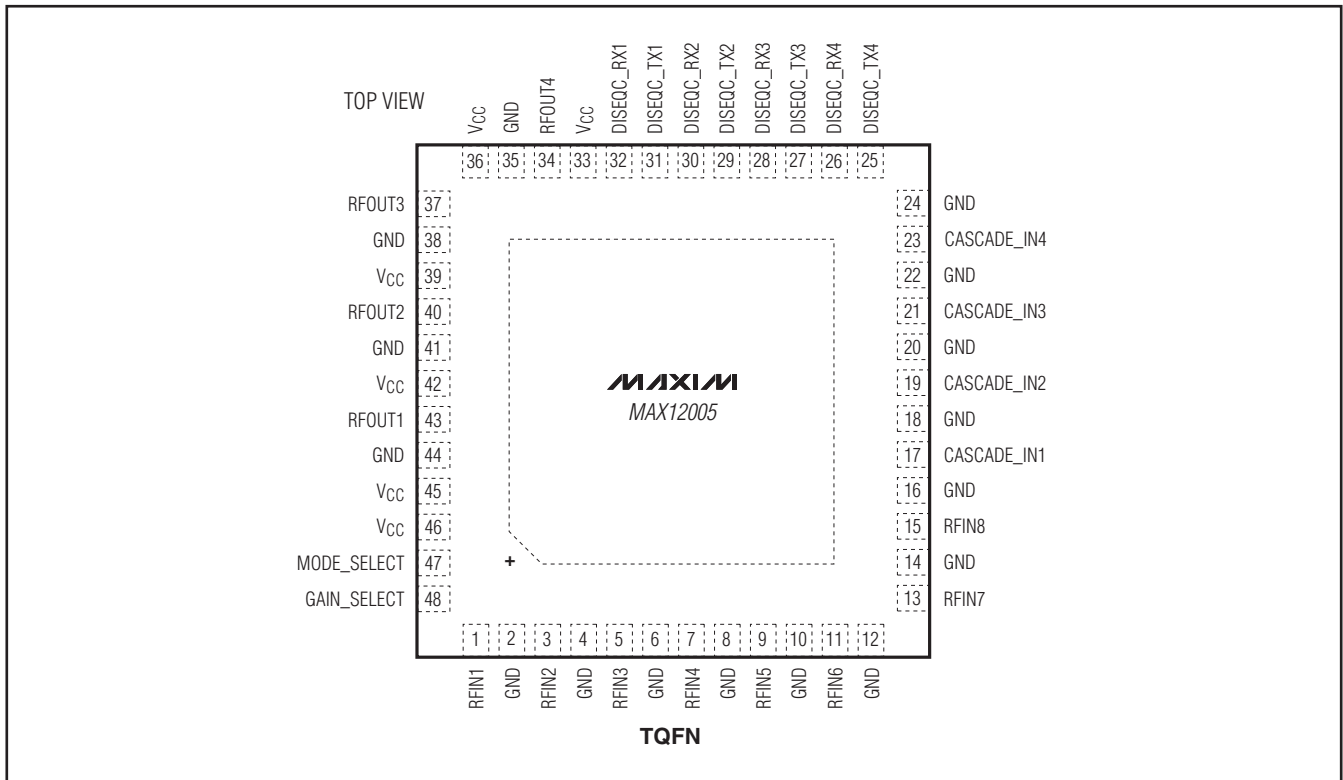 TOP VIEW
VCC
GND
RFOUT4
VCC
DISEQC_RX1
DISEQC_TX1
DISEQC_RX2
DISEQC_TX2
DISEQC_RX3
DISEQC_TX3
DISEQC_RX4
DISEQC_TX4
36 35 34 33 32 31 30 29 28 27 26 25
RFOUT3 37
GND 38
VCC 39
RFOUT2 40
GND 41
VCC 42
RFOUT1 43
GND 44
VCC 45
VCC 46
MODE_SELECT 47
GAIN_SELECT 48
MAXIM
MAX12005
+
24 GND
23 CASCADE_IN4
22 GND
21 CASCADE_IN3
20 GND
19 CASCADE_IN2
18 GND
17 CASCADE_IN1
16 GND
15 RFIN8
14 GND
13 RFIN7
1 2 3 4 5 6 7 8 9 10 11 12
RFIN1
GND
RFIN2
GND
RFIN3
GND
RFIN4
GND
RFIN5
GND
RFIN6
GND
TQFN